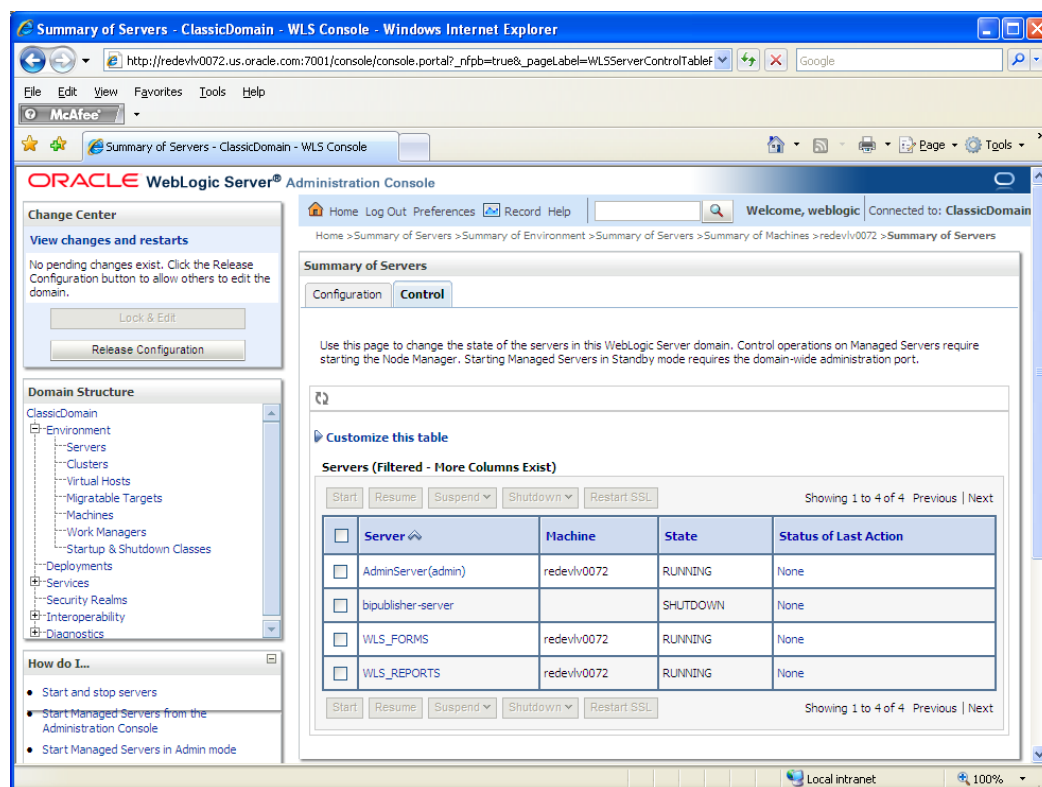 Summary of Servers - ClassicDomain - WLS Console - Windows Internet Explorer
http://redevlv0072.us.oracle.com:7001/console/console.portal?_nfpb=true&_pageLabel=WLSServerControlTableF
Google
File Edit View Favorites Tools Help
McAfee
Summary of Servers - ClassicDomain - WLS Console
Page Tools
ORACLE WebLogic Server® Administration Console
Change Center
View changes and restarts
No pending changes exist. Click the Release
Configuration button to allow others to edit the
domain.
Lock & Edit
Release Configuration
Domain Structure
ClassicDomain
Environment
Servers
Clusters
Virtual Hosts
Migratable Targets
Machines
Work Managers
Startup & Shutdown Classes
Deployments
Services
Security Realms
Interoperability
Diagnostics
How do I...
Start and stop servers
Start Managed Servers from the
Administration Console
Start Managed Servers in Admin mode
Home Log Out Preferences Record Help
Welcome, weblogic Connected to: ClassicDomain
Home >Summary of Servers >Summary of Environment >Summary of Servers >Summary of Machines >redevlv0072 >Summary of Servers
Summary of Servers
Configuration Control
Use this page to change the state of the servers in this WebLogic Server domain. Control operations on Managed Servers require
starting the Node Manager. Starting Managed Servers in Standby mode requires the domain-wide administration port.
Customize this table
Servers (Filtered - More Columns Exist)
Start Resume Suspend Shutdown Restart SSL Showing 1 to 4 of 4 Previous | Next
Server Machine State Status of Last Action
AdminServer(admin) redevlv0072 RUNNING None
bipublisher-server SHUTDOWN None
WLS_FORMS redevlv0072 RUNNING None
WLS_REPORTS redevlv0072 RUNNING None
Start Resume Suspend Shutdown Restart SSL Showing 1 to 4 of 4 Previous | Next
Local intranet 100%